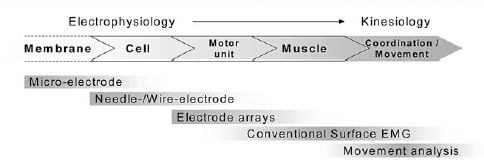 Electrophysiology Kinesiology
Membrane Cell Motor unit Muscle Coordination / Movement
Micro-electrode
Needle-/Wire-electrode
Electrode arrays
Conventional Surface EMG
Movement analysis